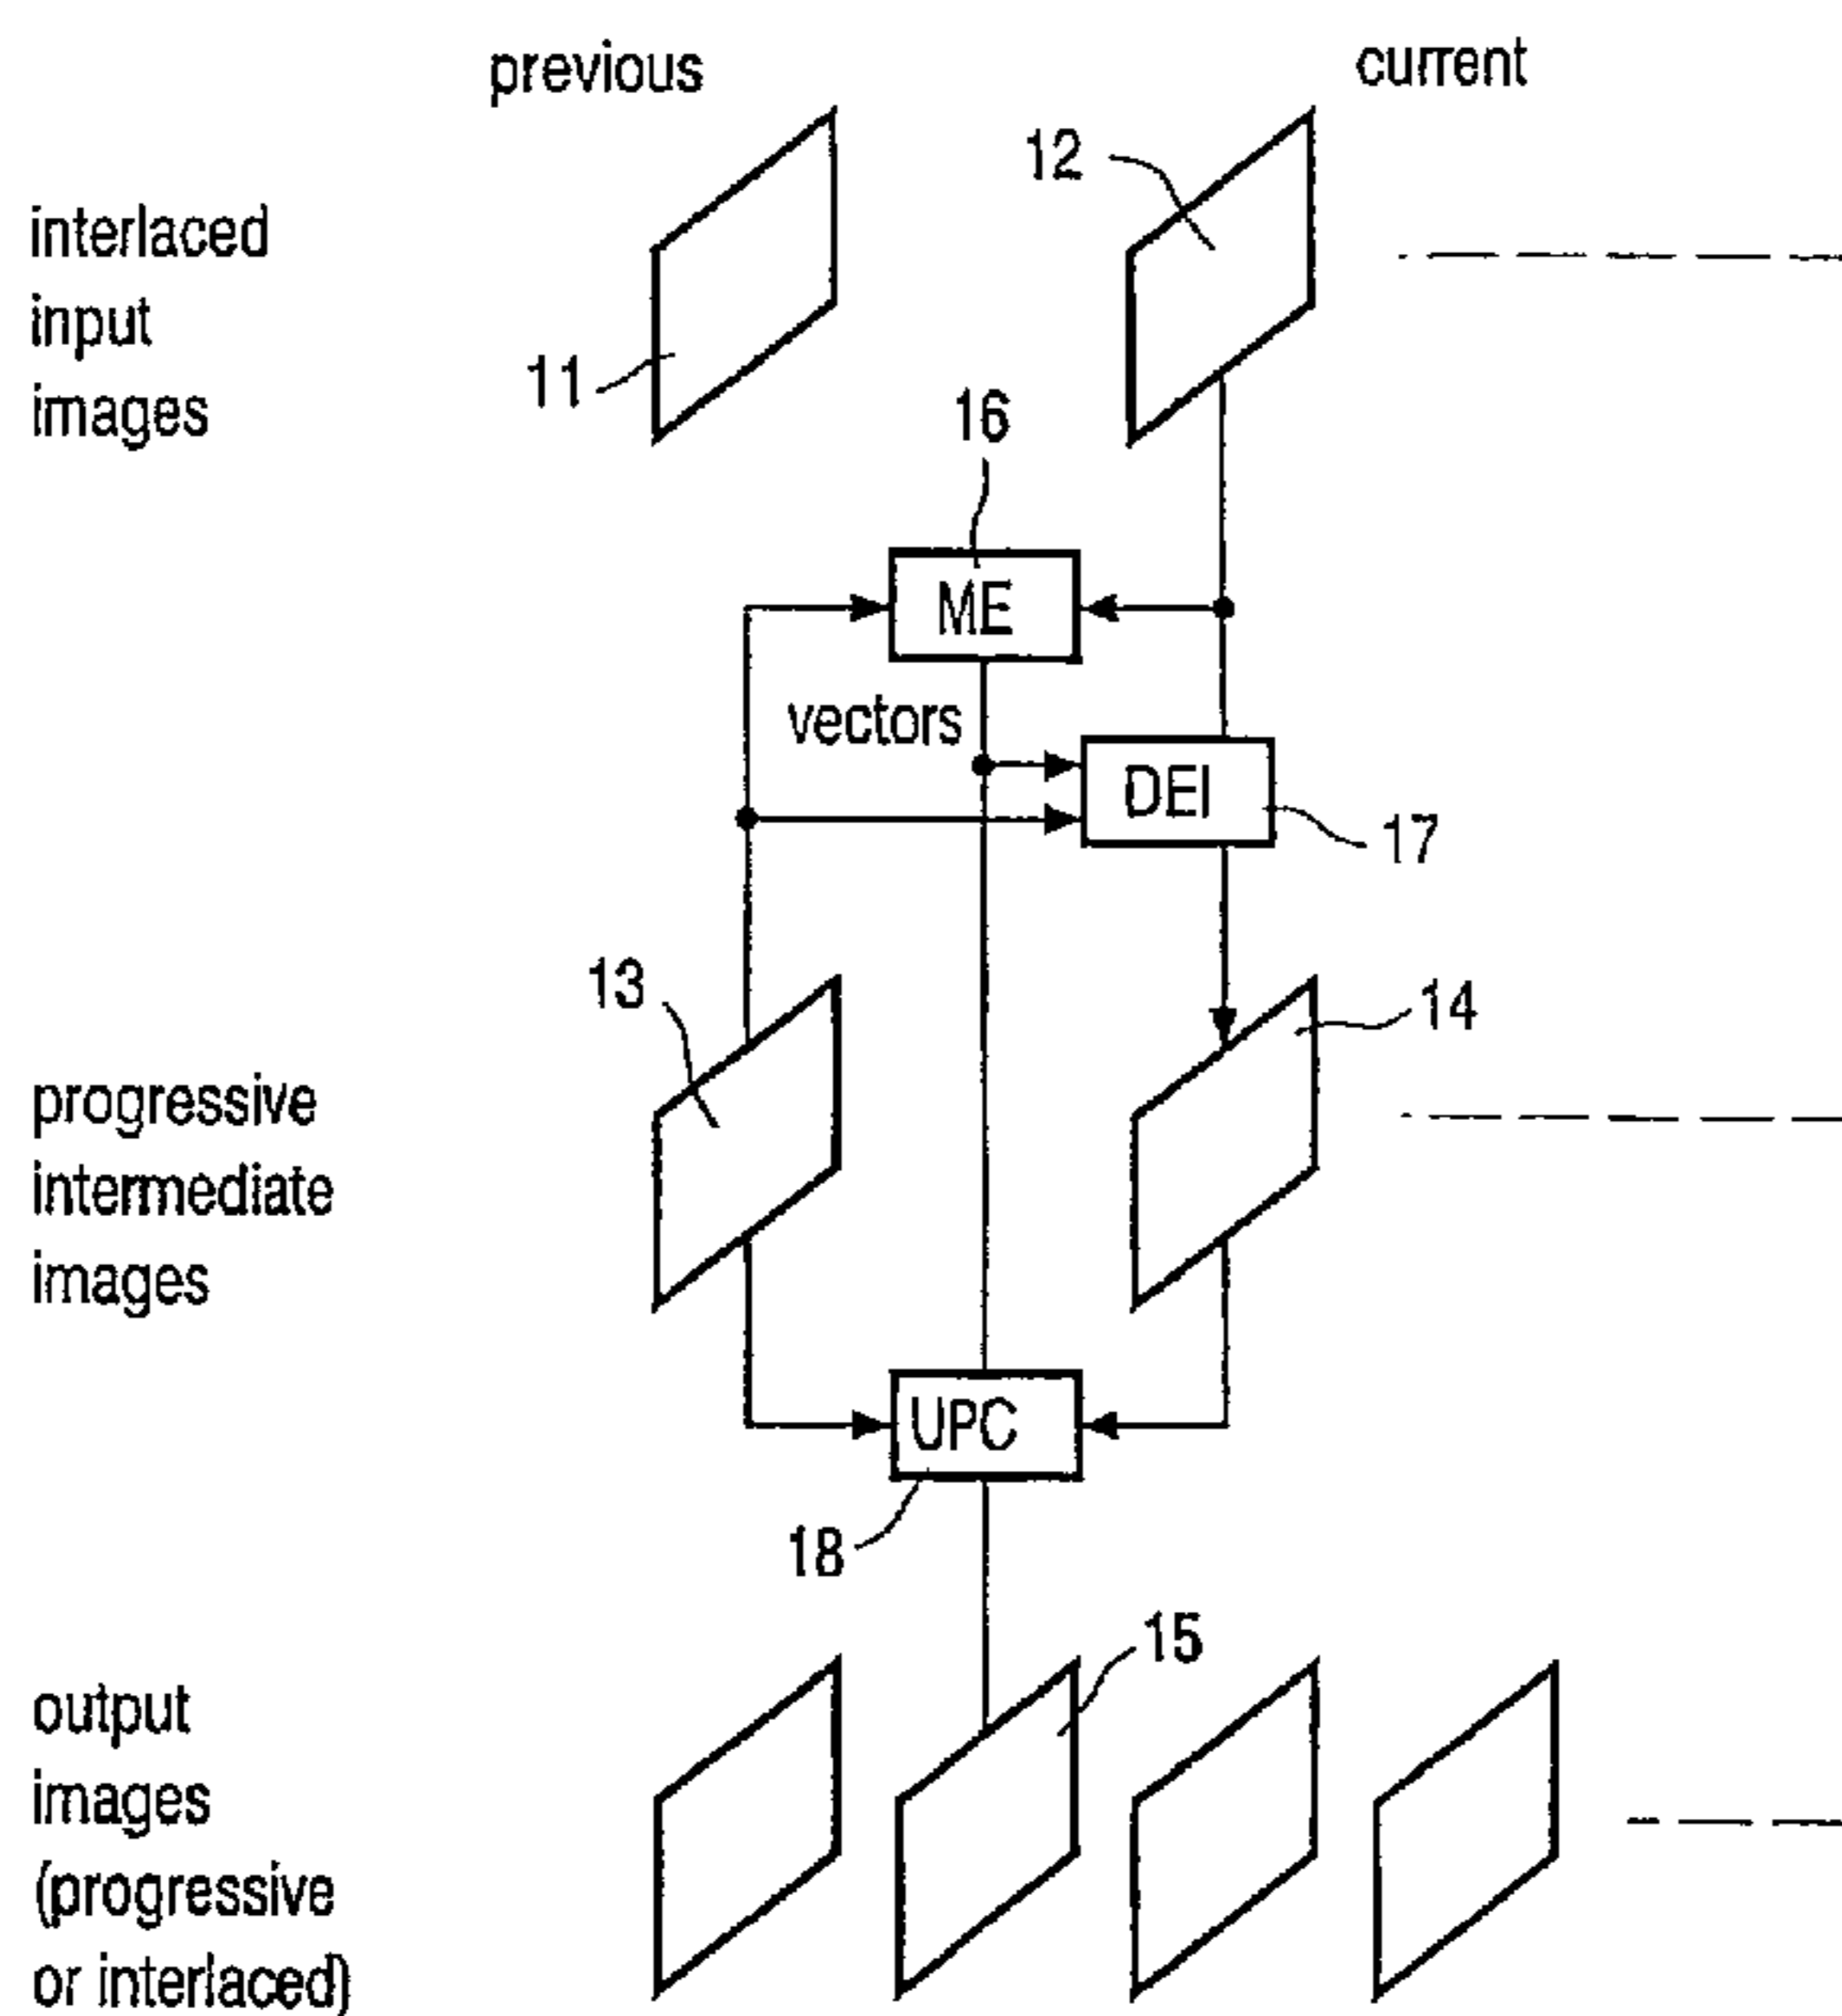 previous
current
12
interlaced
input
images
11
16
ME
vectors
DEI
17
13
14
progressive
intermediate
images
UPC
18
15
output
images
(progressive
or interlaced)